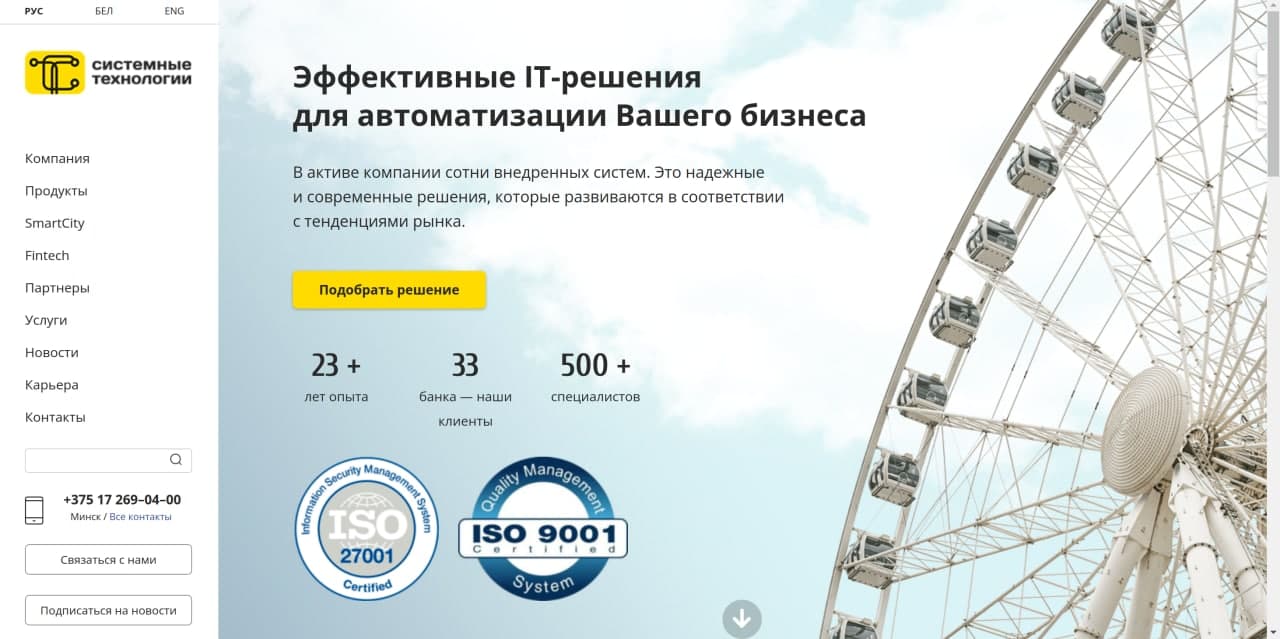 РУС
БЕЛ
ENG
системные
технологии
Компания
Продукты
SmartCity
Fintech
Партнеры
Услуги
Новости
Карьера
Контакты
+375 17 269–04–00
Минск / Все контакты
Связаться с нами
Подписаться на новости
Эффективные IT-решения
для автоматизации Вашего бизнеса
В активе компании сотни внедренных систем. Это надежные
и современные решения, которые развиваются в соответствии
с тенденциями рынка.
Подобрать решение
23 +
лет опыта
33
банка — наши
клиенты
500 +
специалистов
Information Security Management System
ISO
27001
Certified
Quality Management
ISO 9001
Certified
System